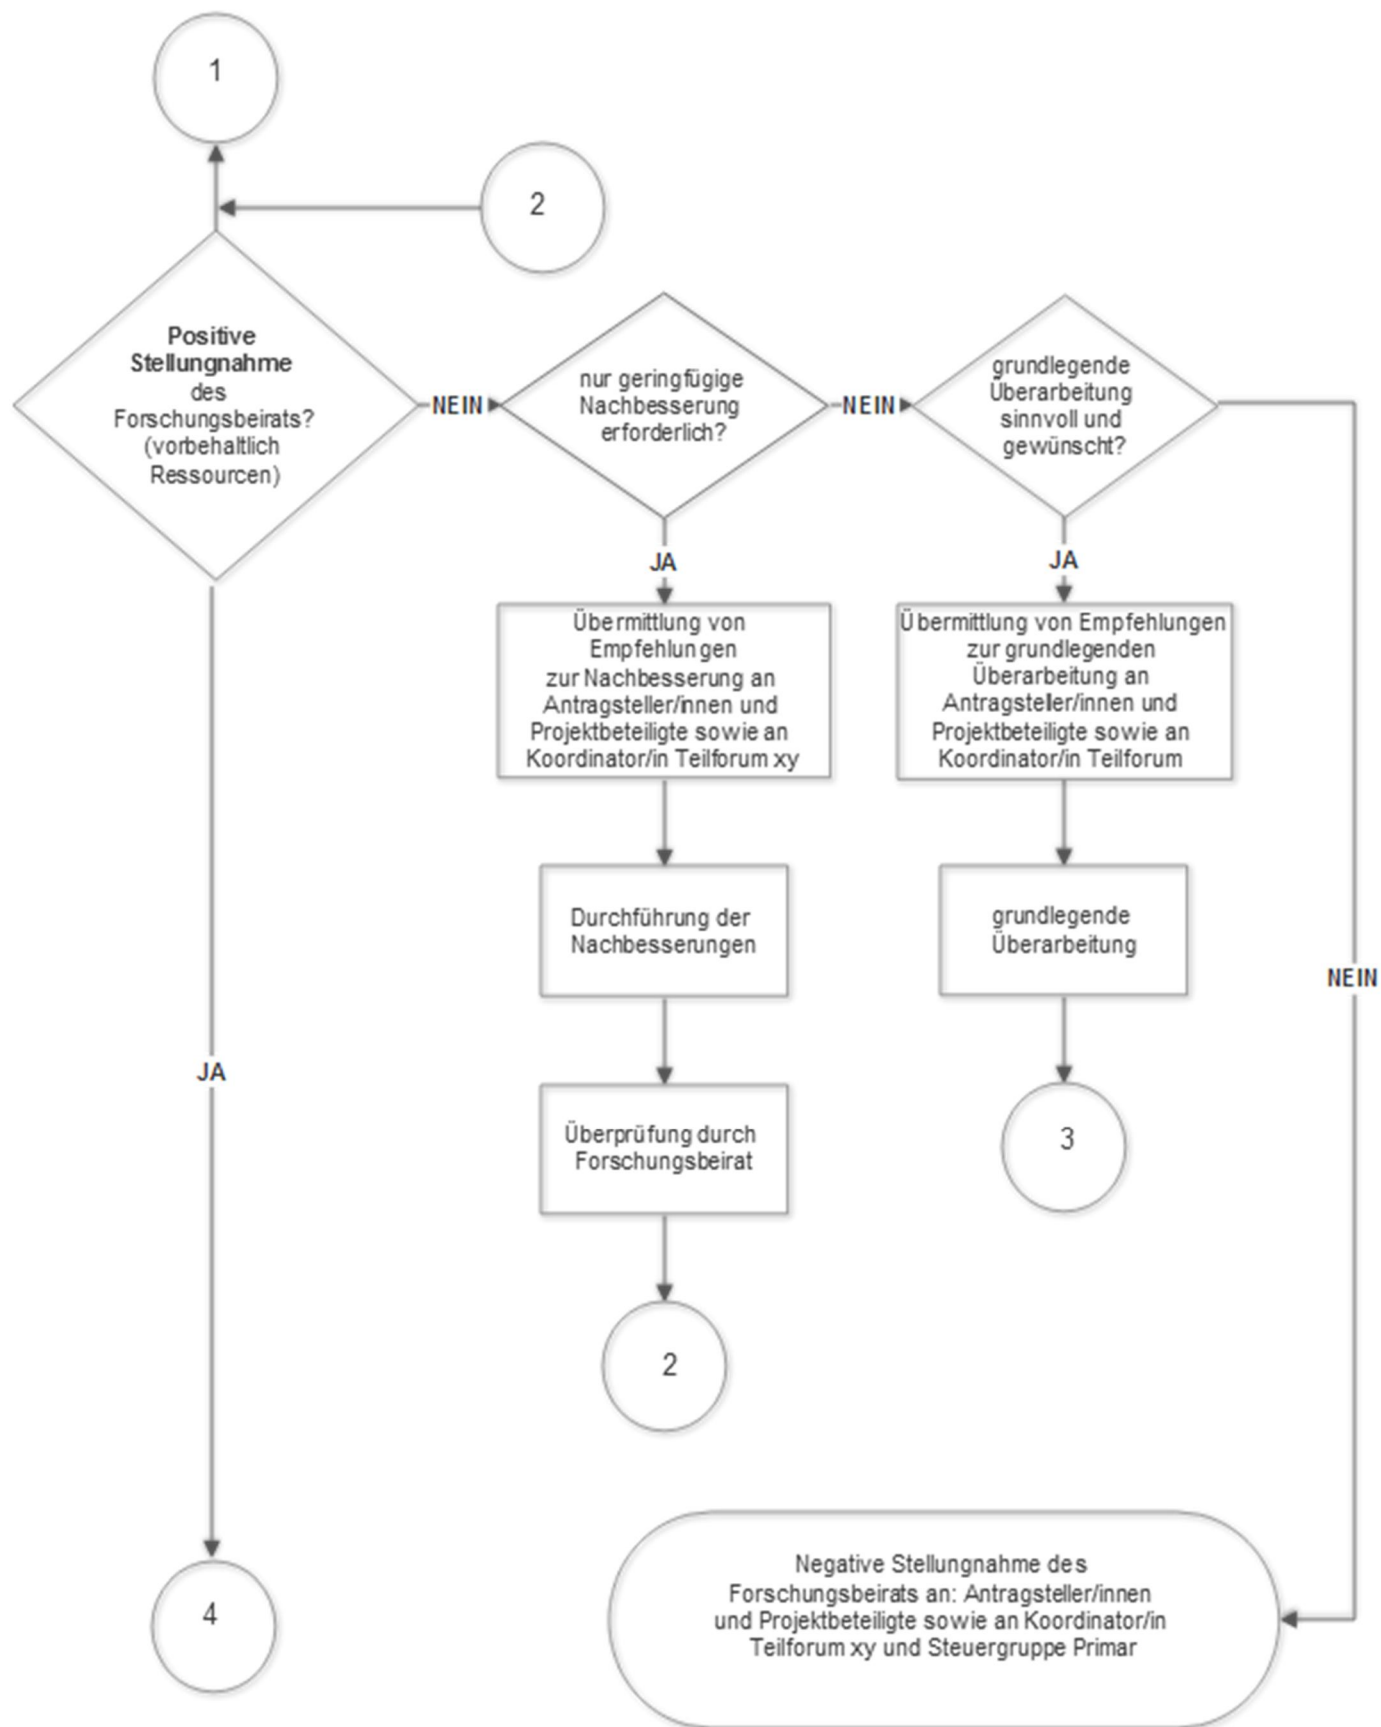 1
2
Positive
Stellungnahme
des
Forschungsbeirats?
(vorbehaltlich
Ressourcen)
NEIN
nur geringfügige
Nachbesserung
erforderlich?
NEIN
grundlegende
Überarbeitung
sinnvoll und
gewünscht?
JA
JA
Übermittlung von
Empfehlungen
zur Nachbesserung an
Antragsteller/innen und
Projektbeteiligte sowie an
Koordinator/in Teilforum xy
Übermittlung von Empfehlungen
zur grundlegenden
Überarbeitung an
Antragsteller/innen und
Projektbeteiligte sowie an
Koordinator/in Teilforum
Durchführung der
Nachbesserungen
grundlegende
Überarbeitung
NEIN
JA
Überprüfung durch
Forschungsbeirat
3
2
4
Negative Stellungnahme des
Forschungsbeirats an: Antragsteller/innen
und Projektbeteiligte sowie an Koordinator/in
Teilforum xy und Steuergruppe Primar